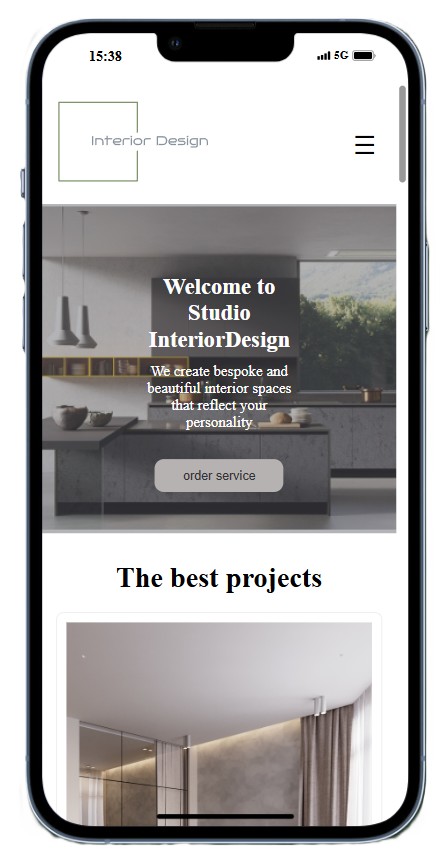 15:38 5G
Interior Design
Welcome to
Studio
InteriorDesign
We create bespoke and
beautiful interior spaces
that reflect your
personality
order service
The best projects